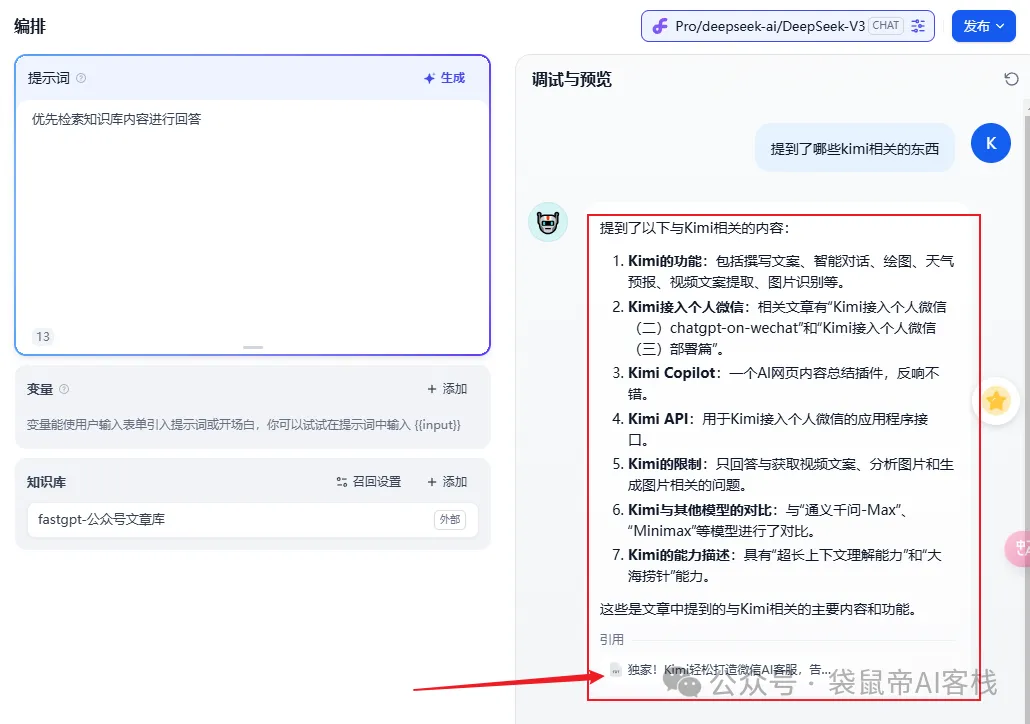 编排
Pro/deepseek-ai/DeepSeek-V3 CHAT
发布
提示词
生成
优先检索知识库内容进行回答
13
变量
添加
变量能使用户输入表单引入提示词或开场白，你可以试试在提示词中输入 {{input}}
知识库
召回设置
添加
fastgpt-公众号文章库
外部
调试与预览
提到了哪些kimi相关的东西
K
提到了以下与Kimi相关的内容：
1. Kimi的功能：包括撰写文案、智能对话、绘图、天气
预报、视频文案提取、图片识别等。
2. Kimi接入个人微信：相关文章有“Kimi接入个人微信
（二）chatgpt-on-wechat”和“Kimi接入个人微信
（三）部署篇”。
3. Kimi Copilot：一个AI网页内容总结插件，反响不
错。
4. Kimi API：用于Kimi接入个人微信的应用程序接
口。
5. Kimi的限制：只回答与获取视频文案、分析图片和生
成图片相关的问题。
6. Kimi与其他模型的对比：与“通义千问-Max”、
“Minimax”等模型进行了对比。
7. Kimi的能力描述：具有“超长上下文理解能力”和“大
海捞针”能力。
这些是文章中提到的与Kimi相关的主要内容和功能。
引用
独家！Kimi轻松打造微信AI客服，告...
公众号 · 袋鼠帝AI客栈